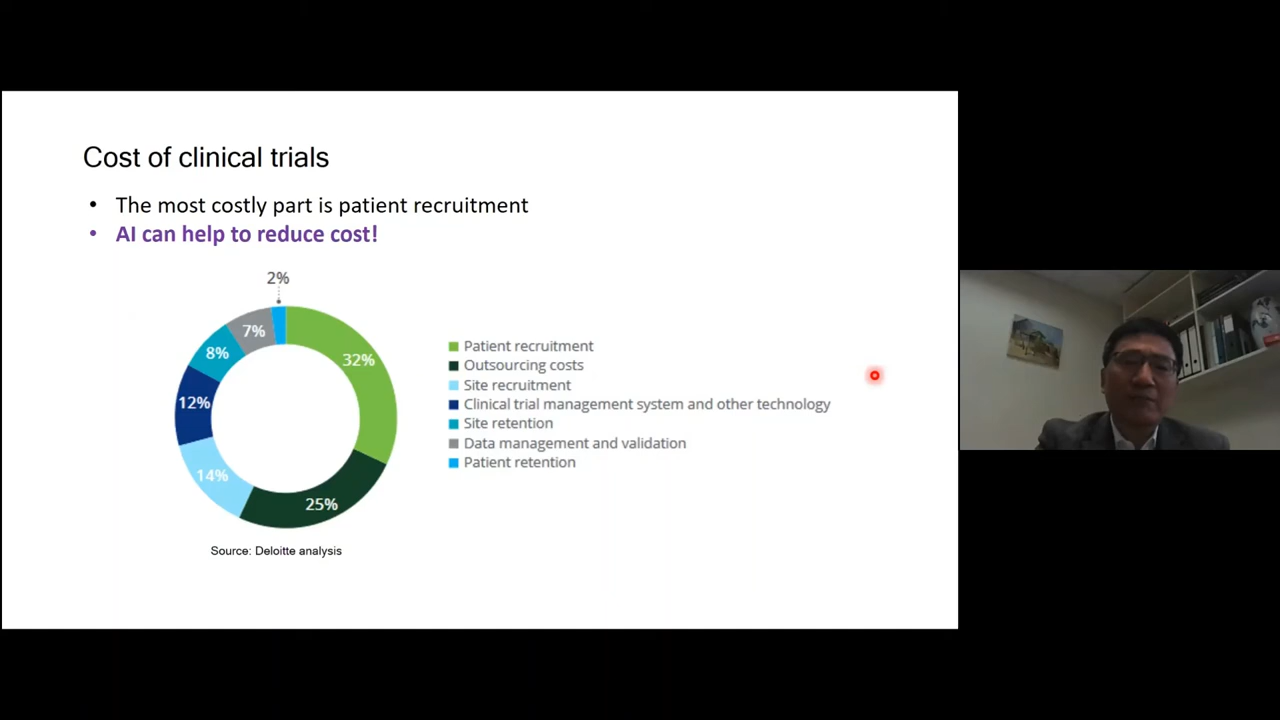 Cost of clinical trials
• The most costly part is patient recruitment
• AI can help to reduce cost!
2%
7%
32%
8%
12%
14%
25%
Patient recruitment
Outsourcing costs
Site recruitment
Clinical trial management system and other technology
Site retention
Data management and validation
Patient retention
Source: Deloitte analysis